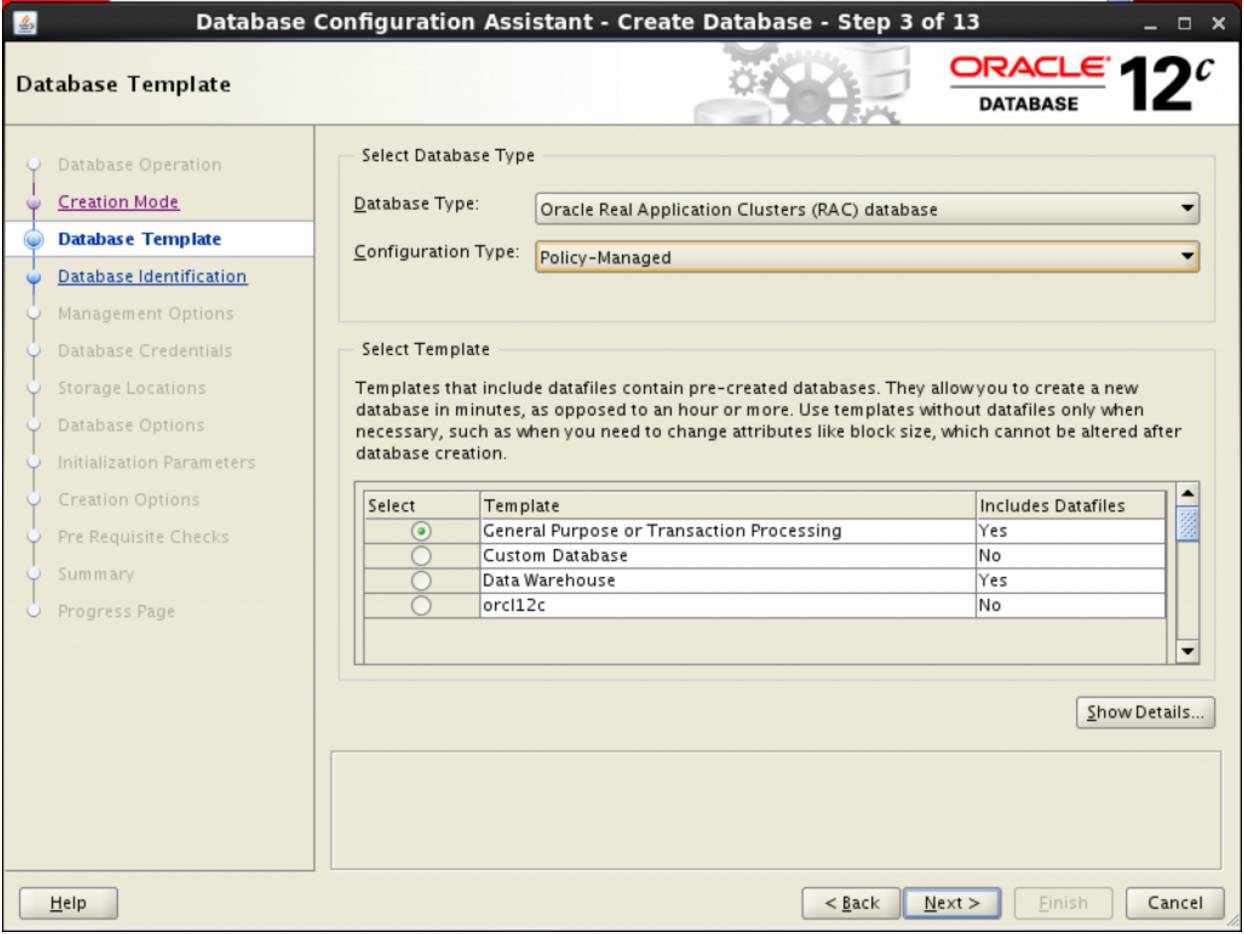 Database Configuration Assistant - Create Database - Step 3 of 13
Database Template
ORACLE
DATABASE
12c
Database Operation
Creation Mode
Database Template
Database Identification
Management Options
Database Credentials
Storage Locations
Database Options
Initialization Parameters
Creation Options
Pre Requisite Checks
Summary
Progress Page
Select Database Type
Database Type:
Oracle Real Application Clusters (RAC) database
Configuration Type:
Policy-Managed
Select Template
Templates that include datafiles contain pre-created databases. They allow you to create a new
database in minutes, as opposed to an hour or more. Use templates without datafiles only when
necessary, such as when you need to change attributes like block size, which cannot be altered after
database creation.
Select Template Includes Datafiles
General Purpose or Transaction Processing Yes
Custom Database No
Data Warehouse Yes
orcl12c No
Show Details...
Help
< Back
Next >
Finish
Cancel